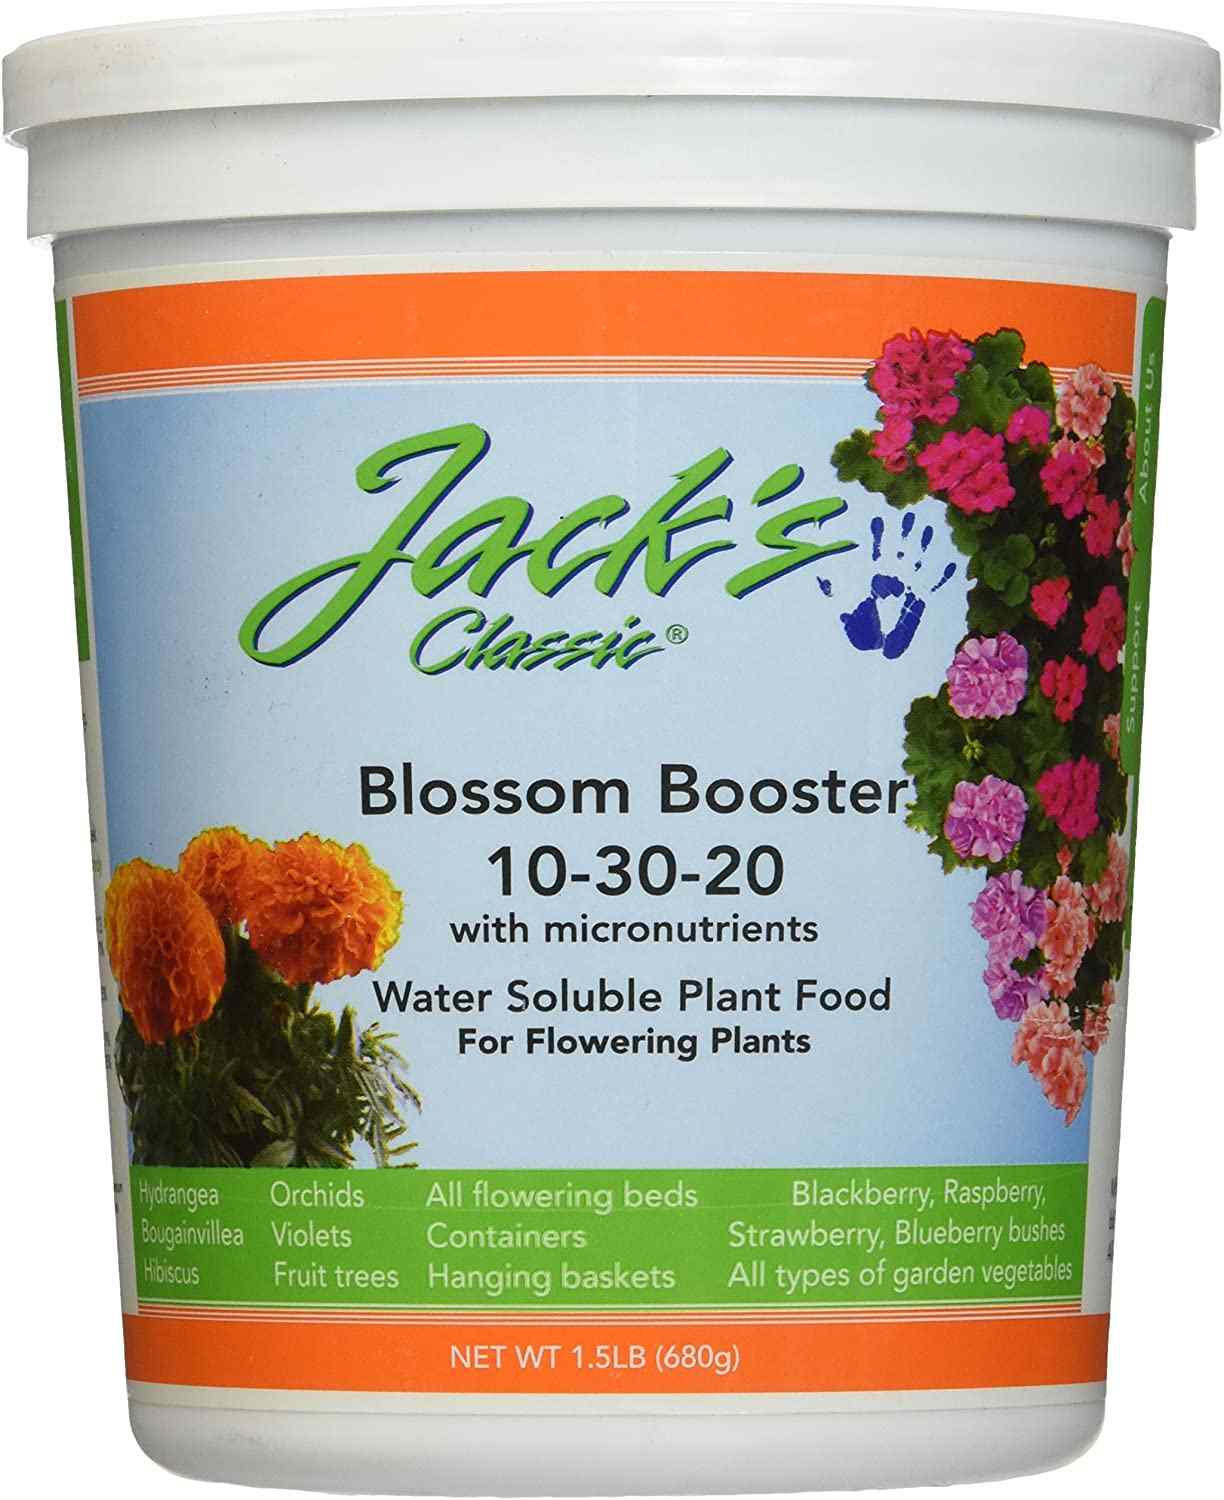 Jack's
Classic®
Blossom Booster
10-30-20
with micronutrients
Water Soluble Plant Food
For Flowering Plants
Hydrangea
Bougainvillea
Hibiscus
Orchids
Violets
Fruit trees
All flowering beds
Containers
Hanging baskets
Blackberry, Raspberry,
Strawberry, Blueberry bushes
All types of garden vegetables
NET WT 1.5LB (680g)
About Us
Support